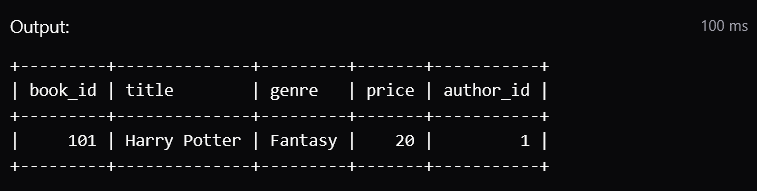 Output:
100 ms
+---------+--------------+---------+-------+-----------+
| book_id | title        | genre   | price | author_id |
+---------+--------------+---------+-------+-----------+
|     101 | Harry Potter | Fantasy |    20 |         1 |
+---------+--------------+---------+-------+-----------+